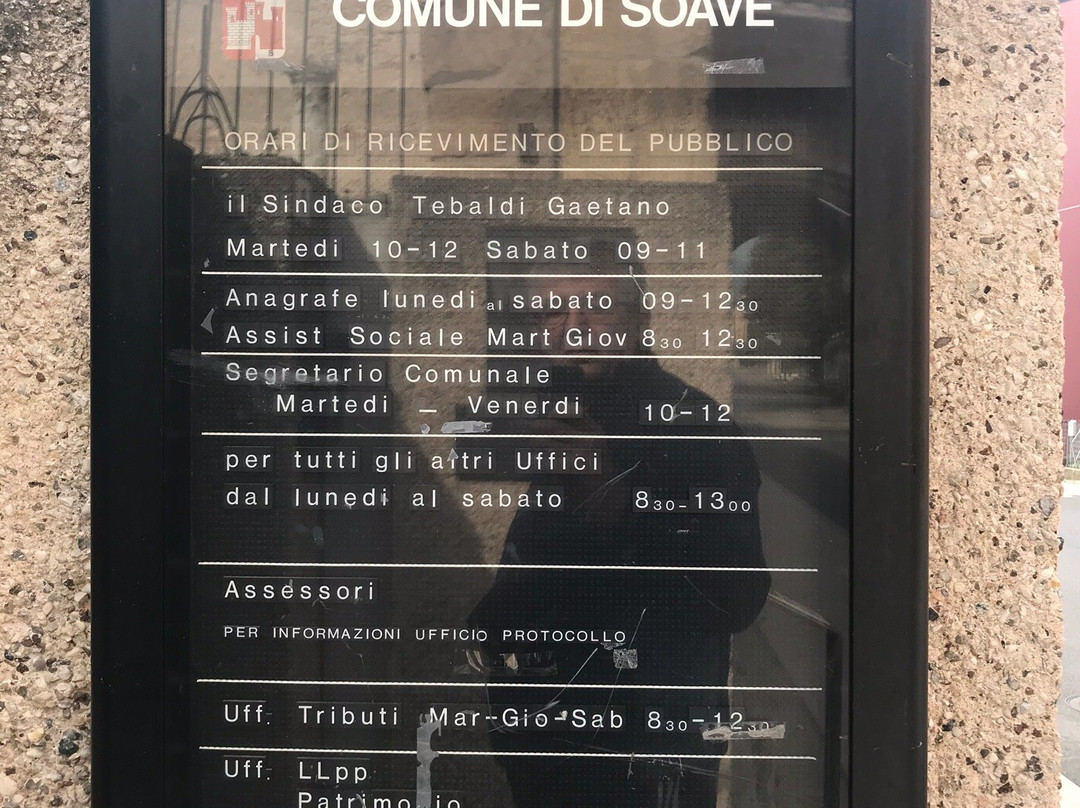 COMUNE DI SOAVE
ORARI DI RICEVIMENTO DEL PUBBLICO
il Sindaco Tebaldi Gaetano
Martedi 10-12 Sabato 09-11
Anagrafe lunedi al sabato 09-12 30
Assist Sociale Mart Giov 8 30 12 30
Segretario Comunale
Martedi - Venerdi 10-12
per tutti gli altri Uffici
dal lunedi al sabato 8 30-13 00
Assessori
PER INFORMAZIONI UFFICIO PROTOCOLLO
Uff. Tributi Mar-Gio-Sab 8 30-12 30
Uff. LLpp
Patrimonio